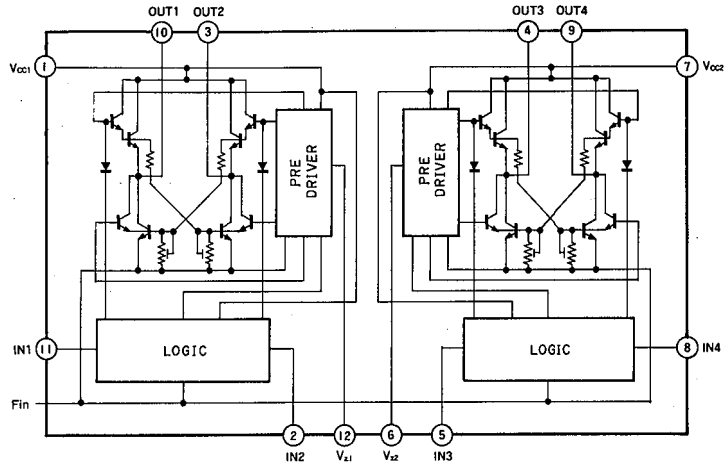 OUT1 OUT2 OUT3 OUT4
10 3 4 9
VCC1 1 7 VCC2
PRE DRIVER
PRE DRIVER
IN1 11 LOGIC LOGIC 8 IN4
Fin
2 12 6 5
IN2 Vz1 Vz2 IN3